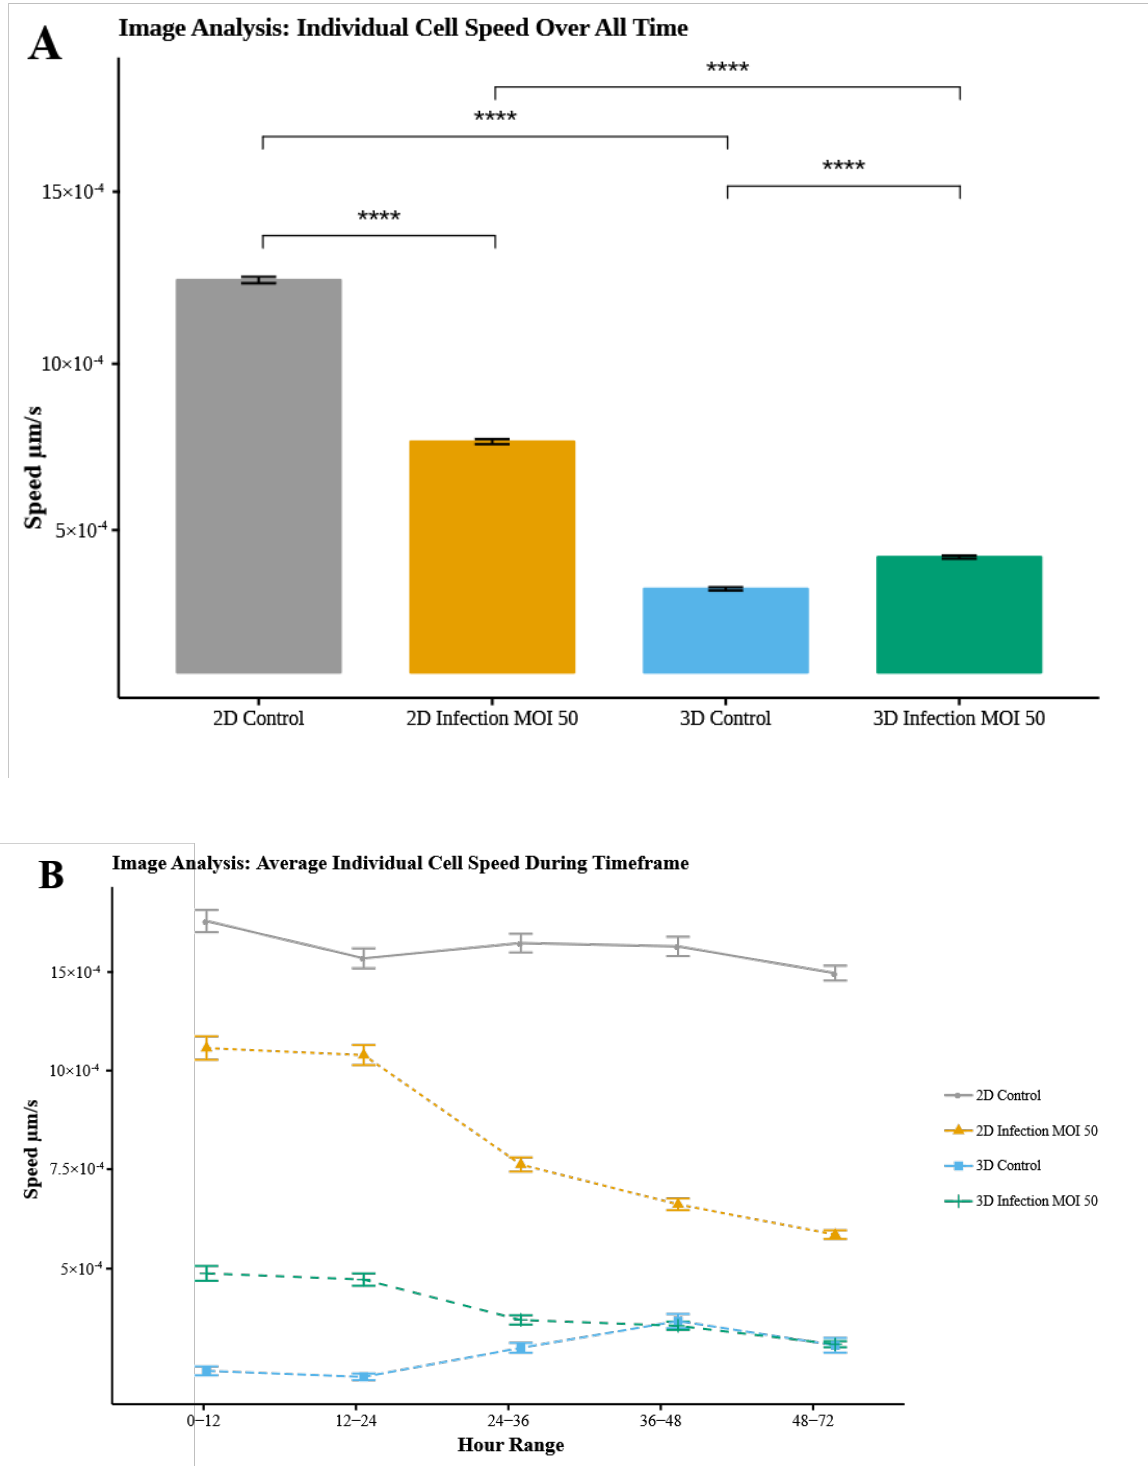 A
Image Analysis: Individual Cell Speed Over All Time
****
****
****
****
15×10⁻⁴
10×10⁻⁴
5×10⁻⁴
Speed µm/s
2D Control
2D Infection MOI 50
3D Control
3D Infection MOI 50
B
Image Analysis: Average Individual Cell Speed During Timeframe
15×10⁻⁴
10×10⁻⁴
7.5×10⁻⁴
5×10⁻⁴
Speed µm/s
2D Control
2D Infection MOI 50
3D Control
3D Infection MOI 50
0−12
12−24
24−36
36−48
48−72
Hour Range